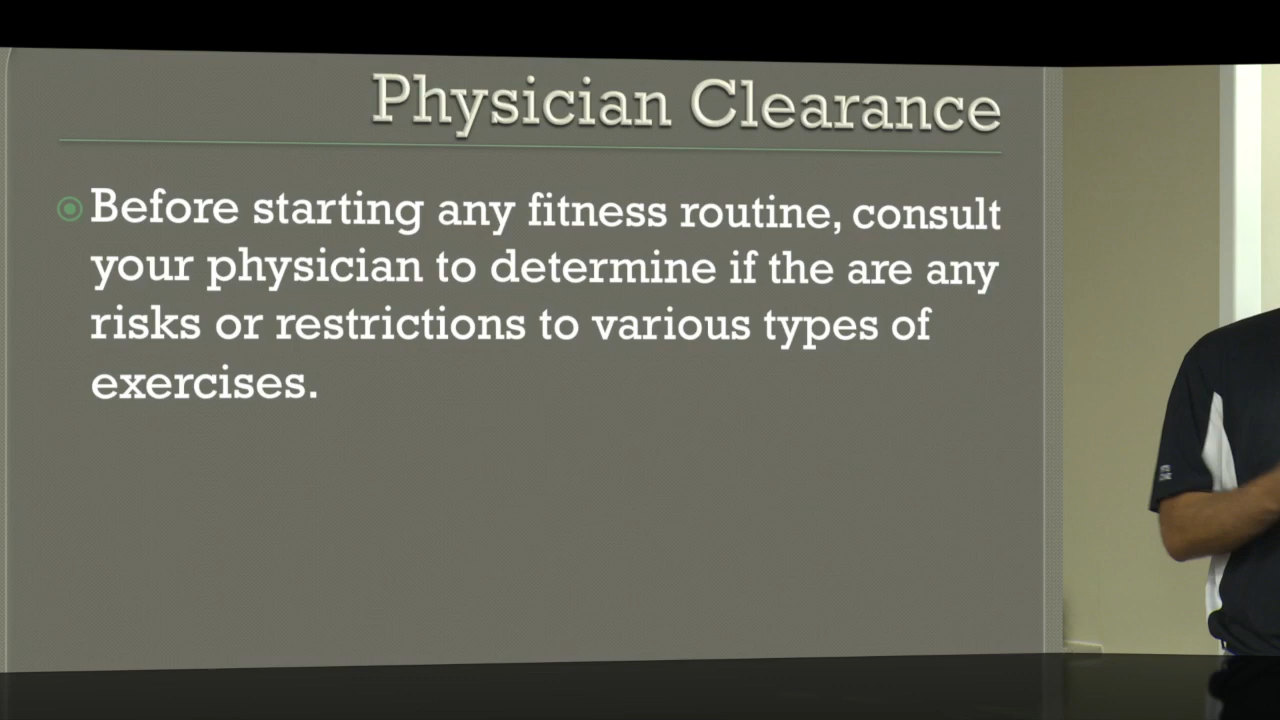 Physician Clearance
Before starting any fitness routine, consult
your physician to determine if the are any
risks or restrictions to various types of
exercises.